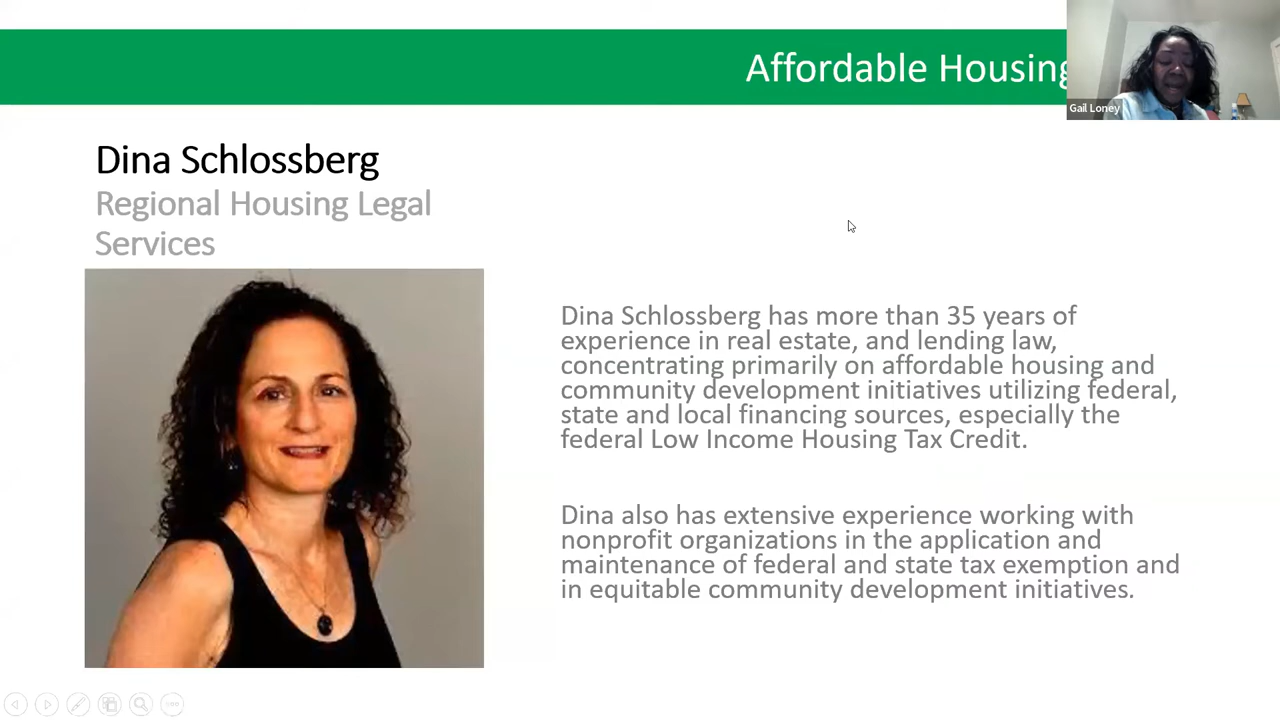 Affordable Housing
Gail Loney
Dina Schlossberg
Regional Housing Legal
Services
Dina Schlossberg has more than 35 years of
experience in real estate, and lending law,
concentrating primarily on affordable housing and
community development initiatives utilizing federal,
state and local financing sources, especially the
federal Low Income Housing Tax Credit.
Dina also has extensive experience working with
nonprofit organizations in the application and
maintenance of federal and state tax exemption and
in equitable community development initiatives.